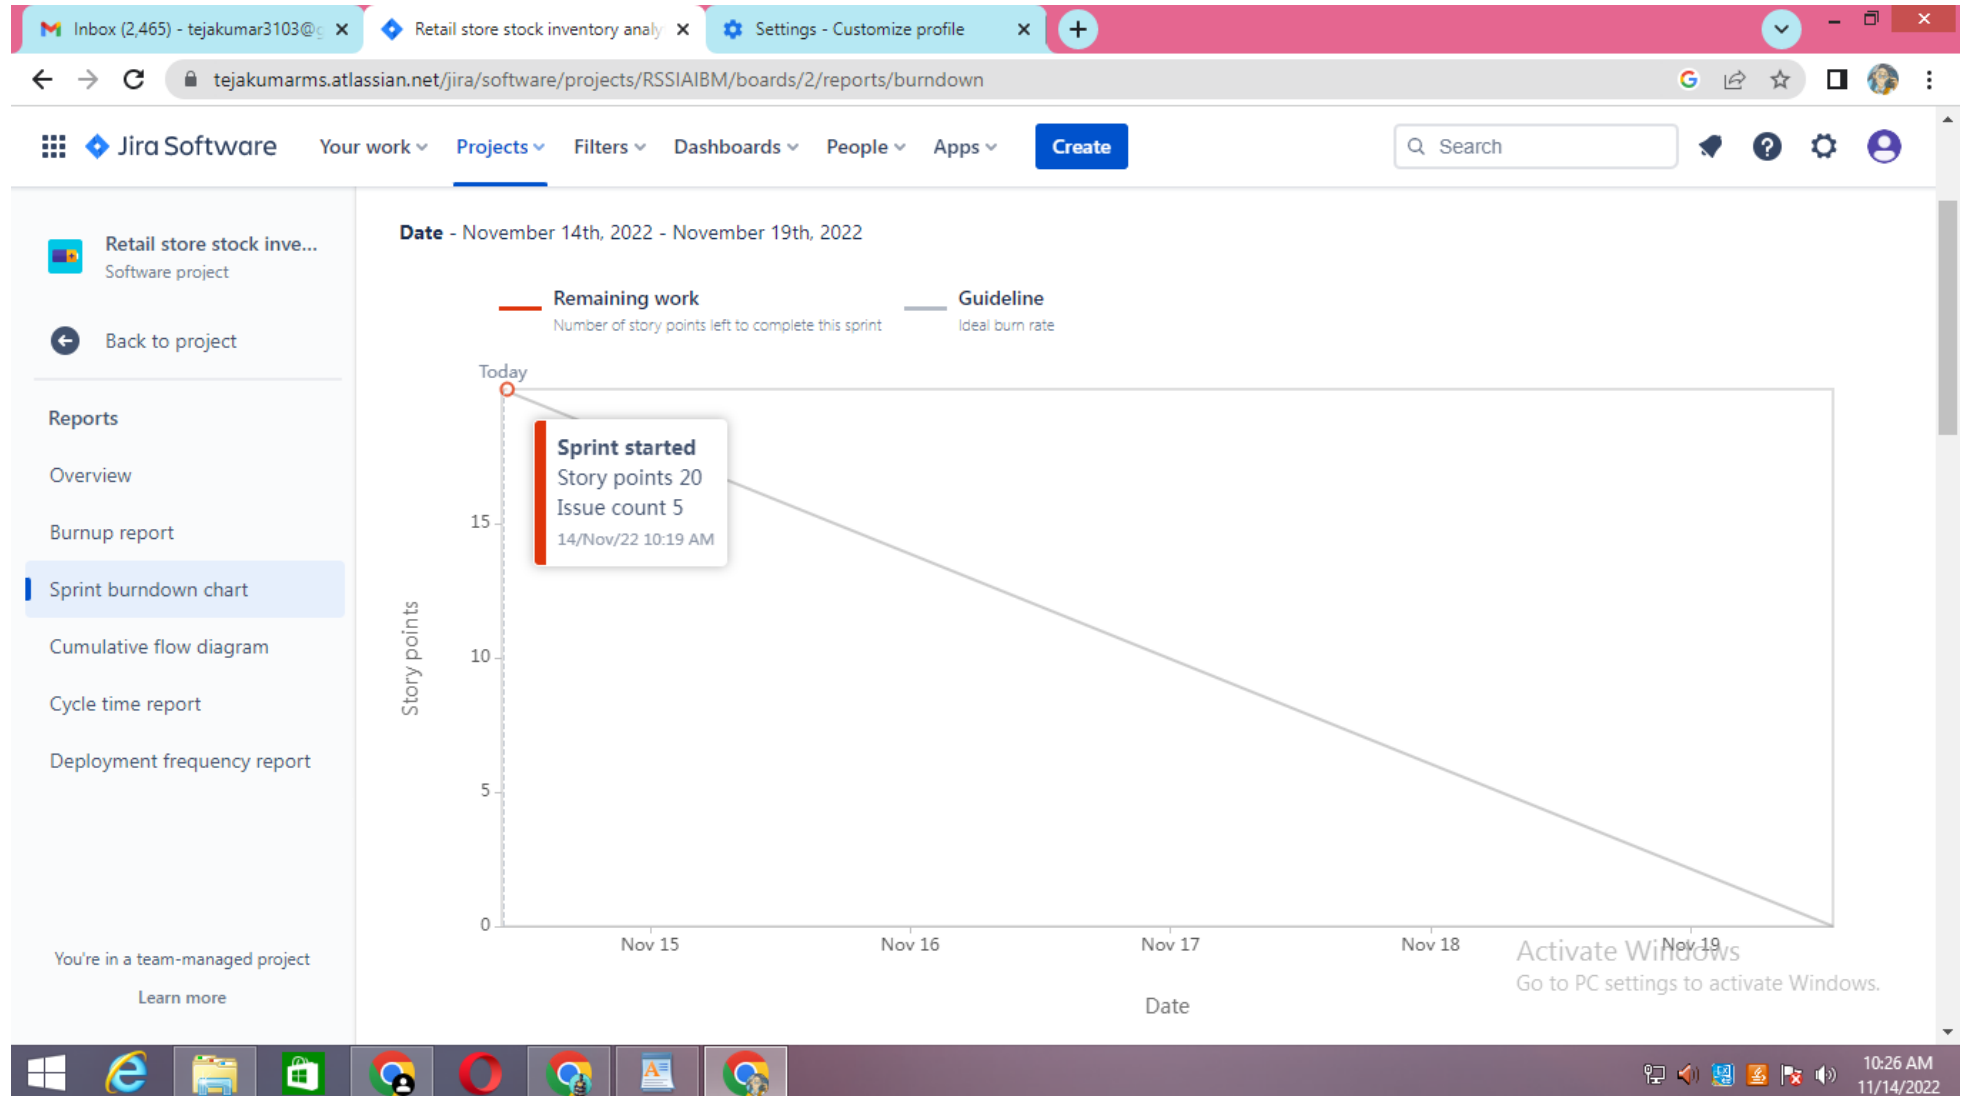 Inbox (2,465) - tejakumar3103@g
Retail store stock inventory analy
Settings - Customize profile
tejakumarms.atlassian.net/jira/software/projects/RSSIAIBM/boards/2/reports/burndown
Jira Software
Your work
Projects
Filters
Dashboards
People
Apps
Create
Search
Retail store stock inve...
Software project
Back to project
Reports
Overview
Burnup report
Sprint burndown chart
Cumulative flow diagram
Cycle time report
Deployment frequency report
You're in a team-managed project
Learn more
Date - November 14th, 2022 - November 19th, 2022
Remaining work
Number of story points left to complete this sprint
Guideline
Ideal burn rate
Today
Sprint started
Story points 20
Issue count 5
14/Nov/22 10:19 AM
15
10
5
0
Story points
Nov 15
Nov 16
Nov 17
Nov 18
Nov 19
Date
Activate Windows
Go to PC settings to activate Windows.
10:26 AM
11/14/2022